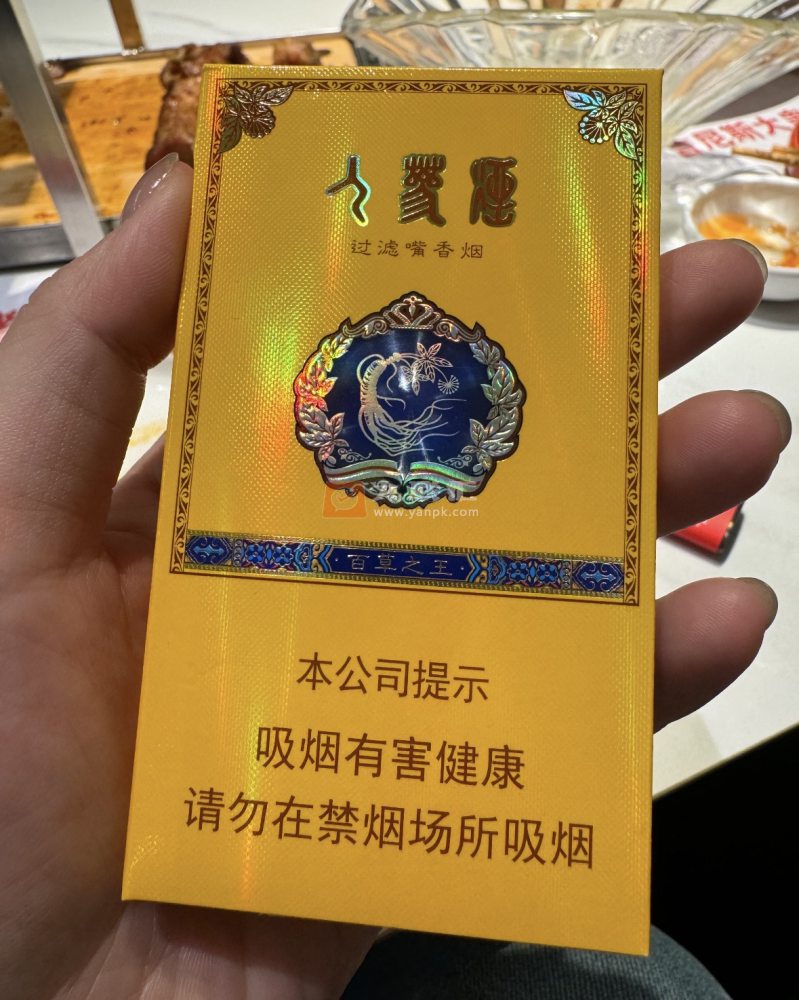 人参烟
过滤嘴香烟
www.yanpk.com
·百草之王·
本公司提示
吸烟有害健康
请勿在禁烟场所吸烟